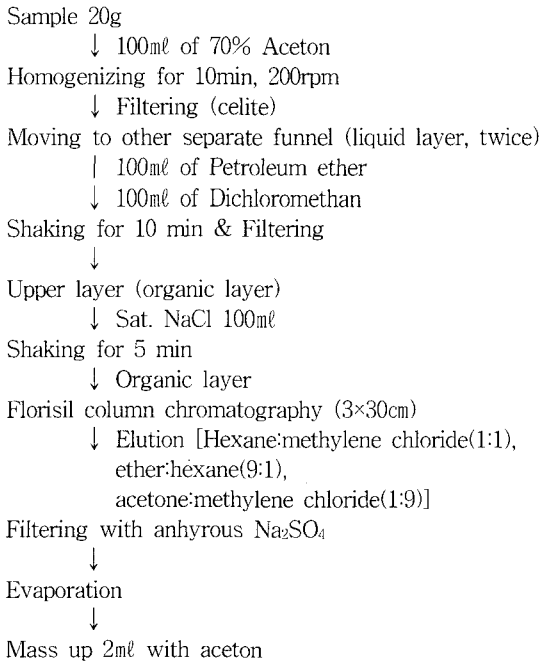 Sample 20g
↓ 100㎖ of 70% Aceton
Homogenizing for 10min, 200rpm
↓ Filtering (celite)
Moving to other separate funnel (liquid layer, twice)
| 100㎖ of Petroleum ether
↓ 100㎖ of Dichloromethan
Shaking for 10 min & Filtering
↓
Upper layer (organic layer)
↓ Sat. NaCl 100㎖
Shaking for 5 min
↓ Organic layer
Florisil column chromatography (3×30cm)
↓ Elution [Hexane:methylene chloride(1:1),
ether:hexane(9:1),
acetone:methylene chloride(1:9)]
Filtering with anhyrous Na₂SO₄
↓
Evaporation
↓
Mass up 2㎖ with aceton